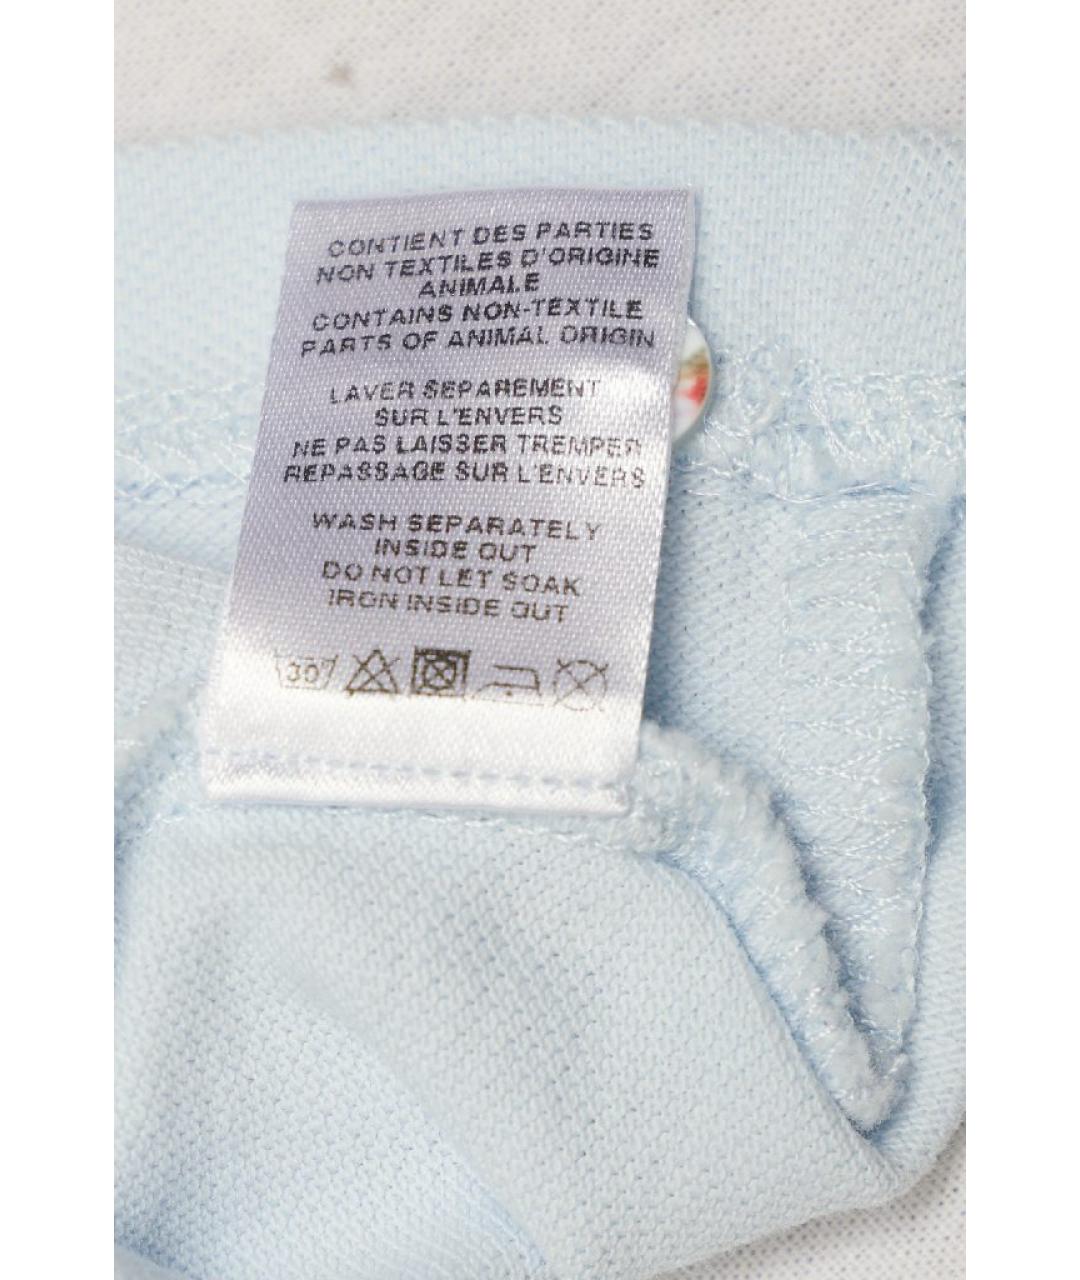 CONTIENT DES PARTIES
NON TEXTILES D'ORIGINE
ANIMALE
CONTAINS NON-TEXTILE
PARTS OF ANIMAL ORIGIN
LAVER SEPAREMENT
SUR L'ENVERS
NE PAS LAISSER TREMPER
REPASSAGE SUR L'ENVERS
WASH SEPARATELY
INSIDE OUT
DO NOT LET SOAK
IRON INSIDE OUT
30°